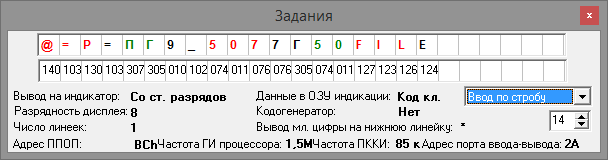 Задания
@ = P = П Г 9 _ 5 0 7 7 Г 5 0 F I L E
140 103 130 103 307 305 010 102 074 011 076 076 305 074 011 127 123 126 124
Вывод на индикатор: Со ст. разрядов Данные в ОЗУ индикации: Код кл. Ввод по стробу
Разрядность дисплея: 8 Кодогенератор: Нет
Число линеек: 1 Вывод мл. цифры на нижнюю линейку: * 14
Адрес ППОП: BCh Частота ГИ процессора: 1,5М Частота ПККИ: 85 к Адрес порта ввода-вывода: 2A